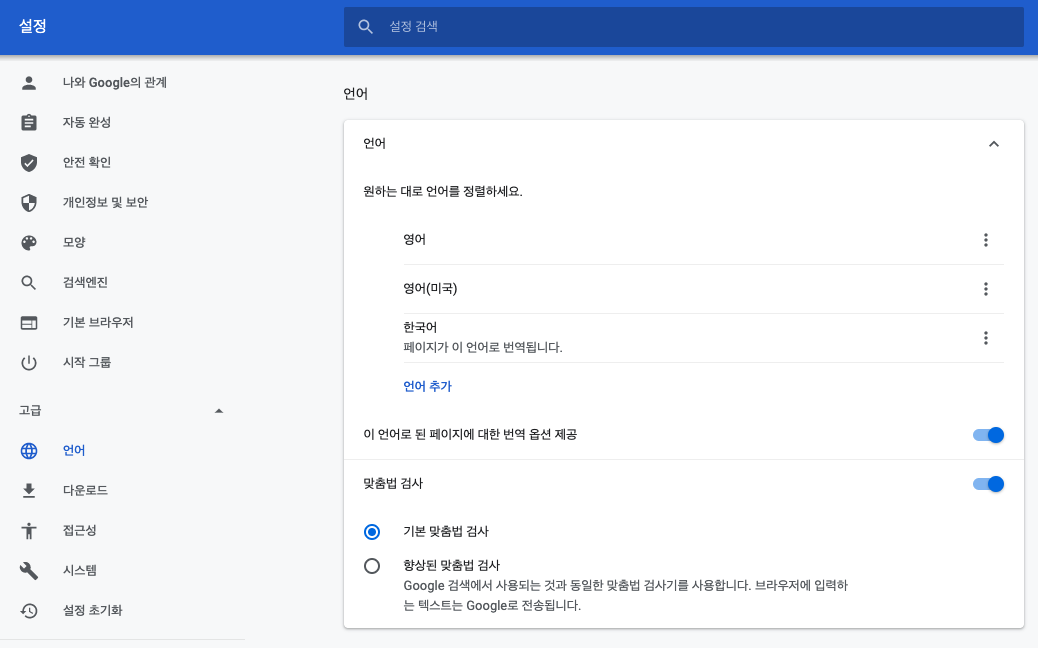 설정
설정 검색
나와 Google의 관계
자동 완성
안전 확인
개인정보 및 보안
모양
검색엔진
기본 브라우저
시작 그룹
고급
언어
다운로드
접근성
시스템
설정 초기화
언어
언어
원하는 대로 언어를 정렬하세요.
영어
영어(미국)
한국어
페이지가 이 언어로 번역됩니다.
언어 추가
이 언어로 된 페이지에 대한 번역 옵션 제공
맞춤법 검사
기본 맞춤법 검사
향상된 맞춤법 검사
Google 검색에서 사용되는 것과 동일한 맞춤법 검사기를 사용합니다. 브라우저에 입력하
는 텍스트는 Google로 전송됩니다.